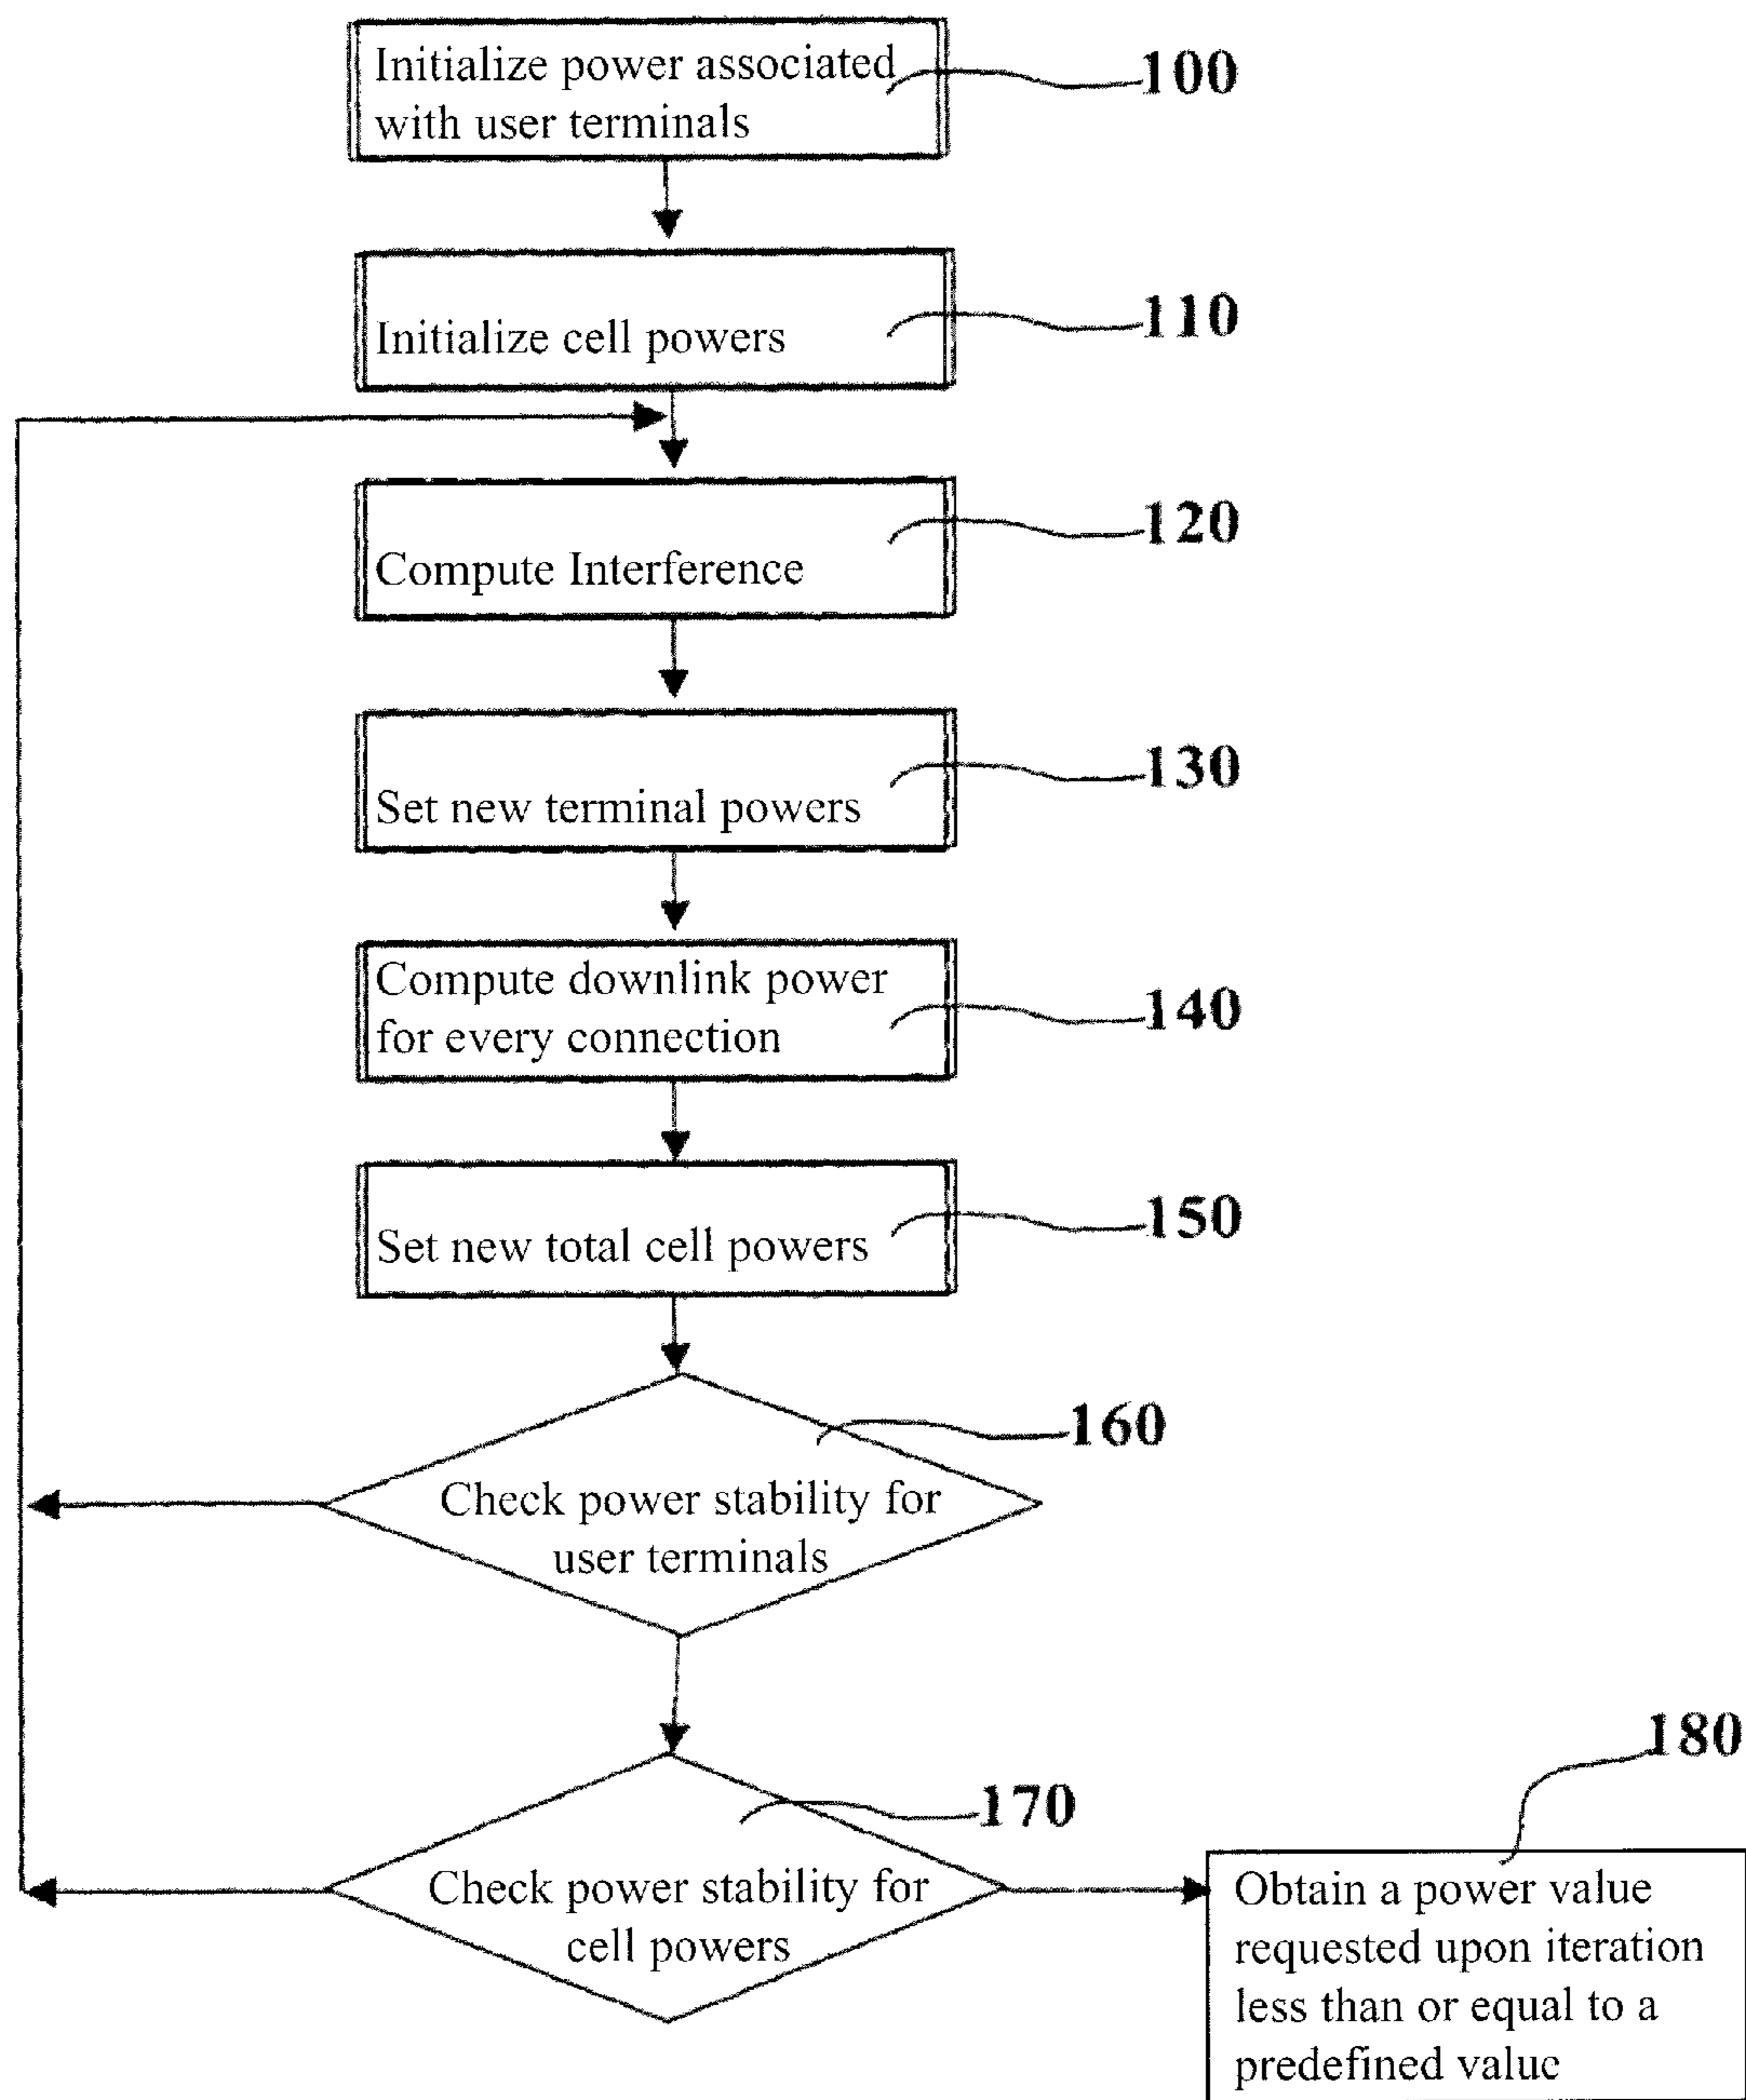 Initialize power associated
with user terminals
100
Initialize cell powers
110
Compute Interference
120
Set new terminal powers
130
Compute downlink power
for every connection
140
Set new total cell powers
150
160
Check power stability for
user terminals
170
Check power stability for
cell powers
180
Obtain a power value
requested upon iteration
less than or equal to a
predefined value